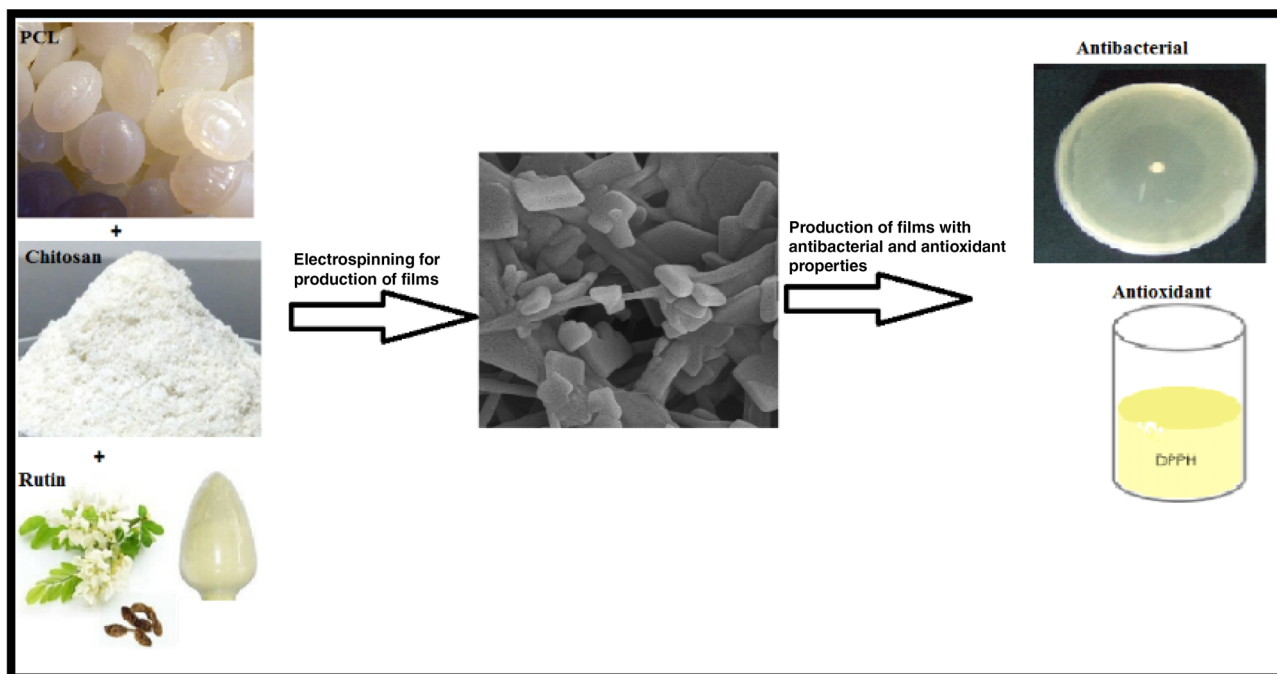 PCL
+
Chitosan
+
Rutin
Electrospinning for
production of films
Production of films with
antibacterial and antioxidant
properties
Antibacterial
Antioxidant
DPPH